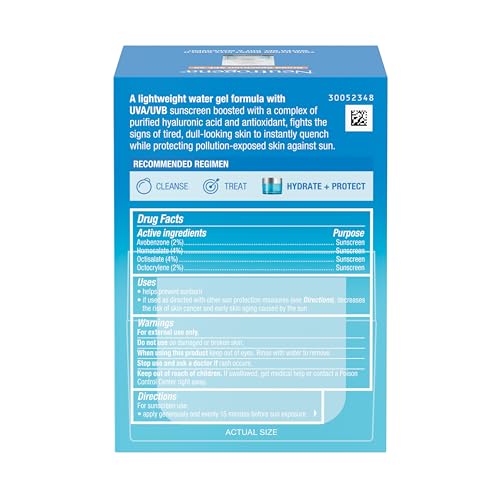 Neutrogena
A lightweight water gel formula with
UVA/UVB sunscreen boosted with a complex of
purified hyaluronic acid and antioxidant, fights the
signs of tired, dull-looking skin to instantly quench
while protecting pollution-exposed skin against sun.
30052348
RECOMMENDED REGIMEN
CLEANSE TREAT HYDRATE + PROTECT
Drug Facts
Active ingredients Purpose
Avobenzone (2%) Sunscreen
Homosalate (4%) Sunscreen
Octisalate (4%) Sunscreen
Octocrylene (2%) Sunscreen
Uses
• helps prevent sunburn
• if used as directed with other sun protection measures (see Directions), decreases
the risk of skin cancer and early skin aging caused by the sun
Warnings
For external use only.
Do not use on damaged or broken skin.
When using this product keep out of eyes. Rinse with water to remove.
Stop use and ask a doctor if rash occurs.
Keep out of reach of children. If swallowed, get medical help or contact a Poison
Control Center right away.
Directions
For sunscreen use
• apply generously and evenly 15 minutes before sun exposure
ACTUAL SIZE